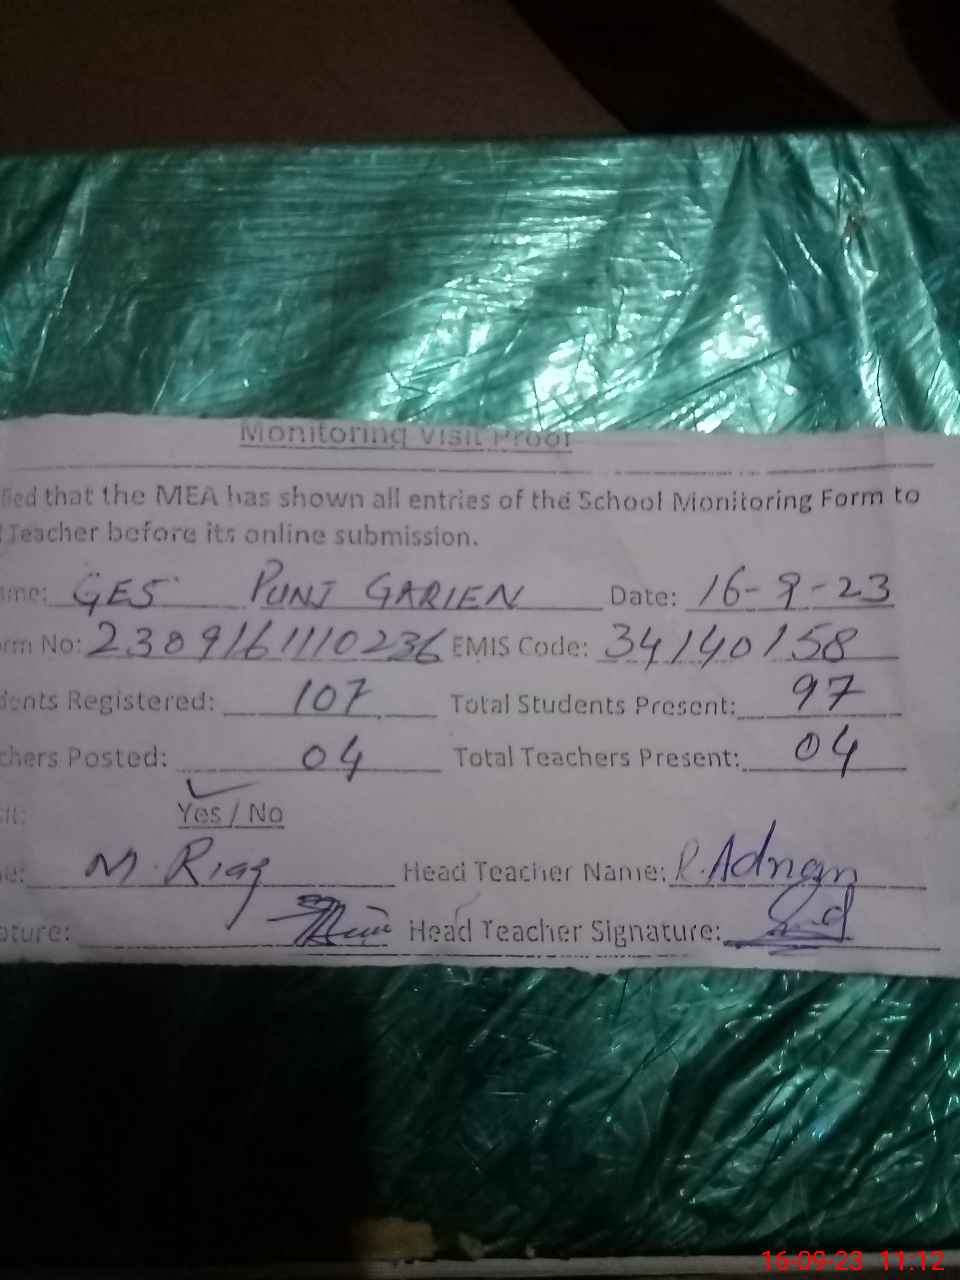 Monitoring Visit Proof
fied that the MEA has shown all entries of the School Monitoring Form to
Teacher before its online submission.
me: GES PUNJ GARIEN Date: 16-9-23
rm No: 2309161110236 EMIS Code: 34140158
dents Registered: 107 Total Students Present: 97
chers Posted: 04 Total Teachers Present: 04
sit: Yes / No
e: M. Riaz Head Teacher Name: R. Adnan
ature: Head Teacher Signature:
16-09-23 11:12